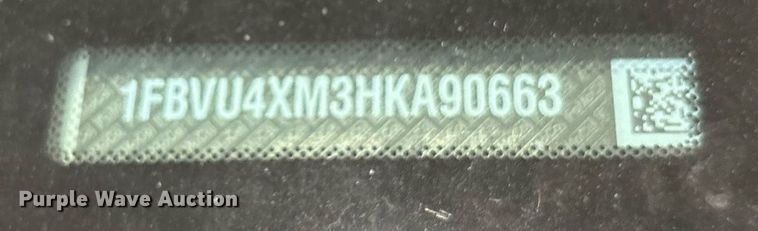 1FBVU4XM3HKA90663
Purple Wave Auction